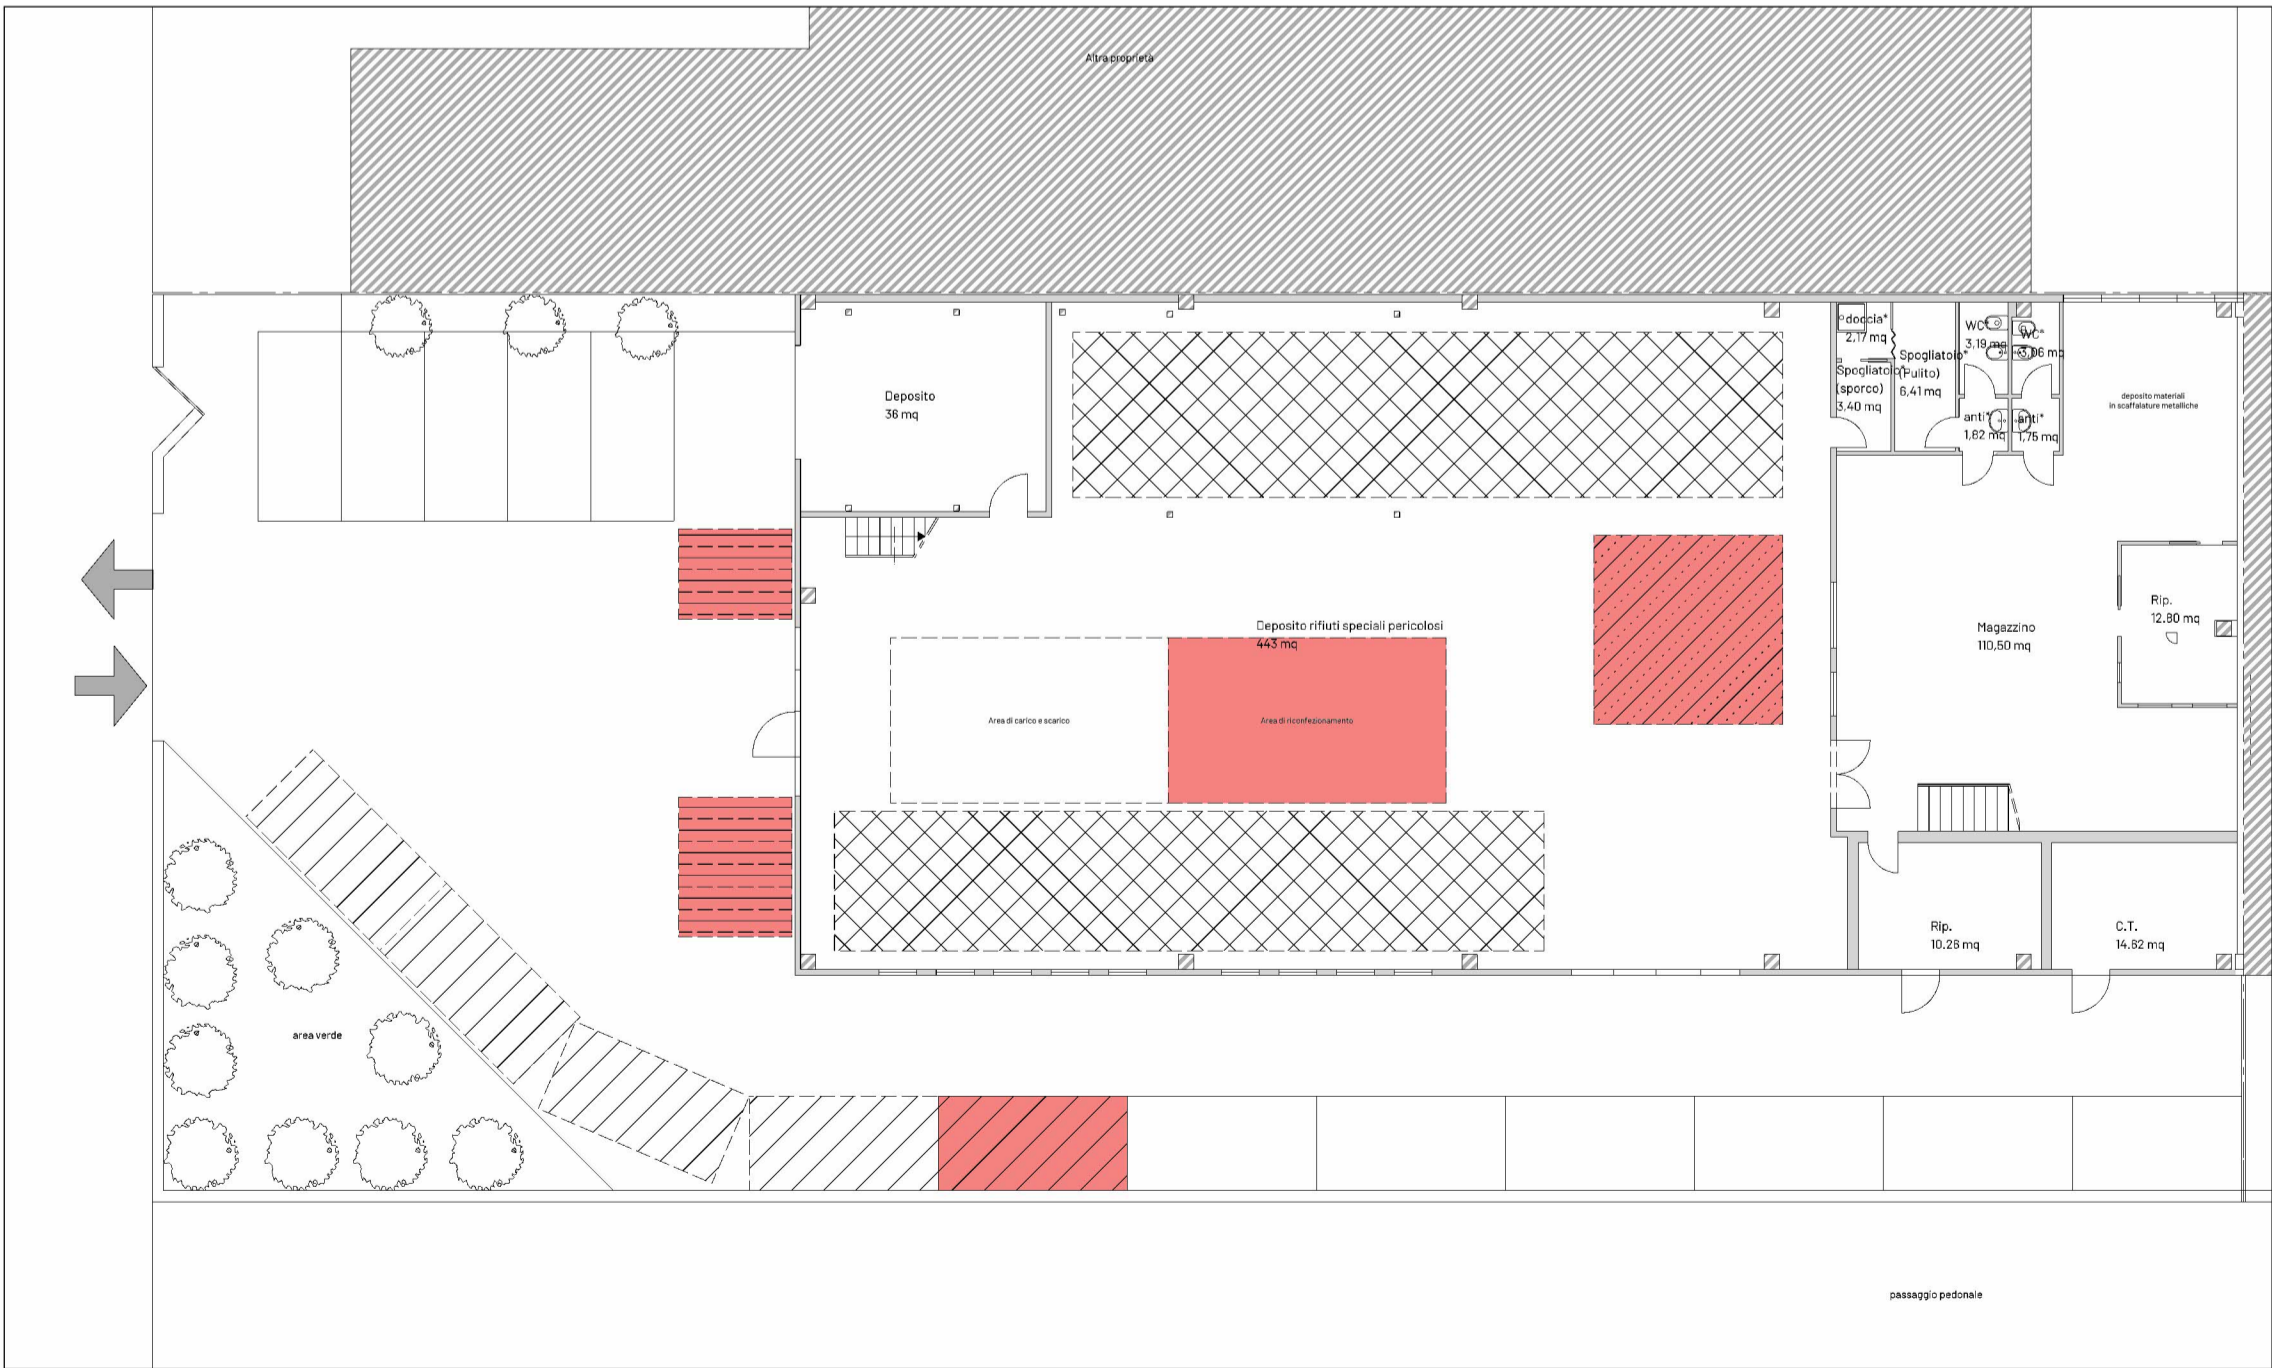 Altra proprietà
doccia*
2,17 mq
WC*
3,19 mq
WC*
3,06 mq
Spogliatoio*
(Pulito)
6,41 mq
Spogliatoio*
(sporco)
3,40 mq
anti*
1,62 mq
anti*
1,75 mq
deposito materiali
in scaffalature metalliche
Deposito
36 mq
Rip.
12.80 mq
Deposito rifiuti speciali pericolosi
443 mq
Magazzino
110,50 mq
Area di carico e scarico
Area di riconfezionamento
Rip.
10.26 mq
C.T.
14.62 mq
area verde
passaggio pedonale